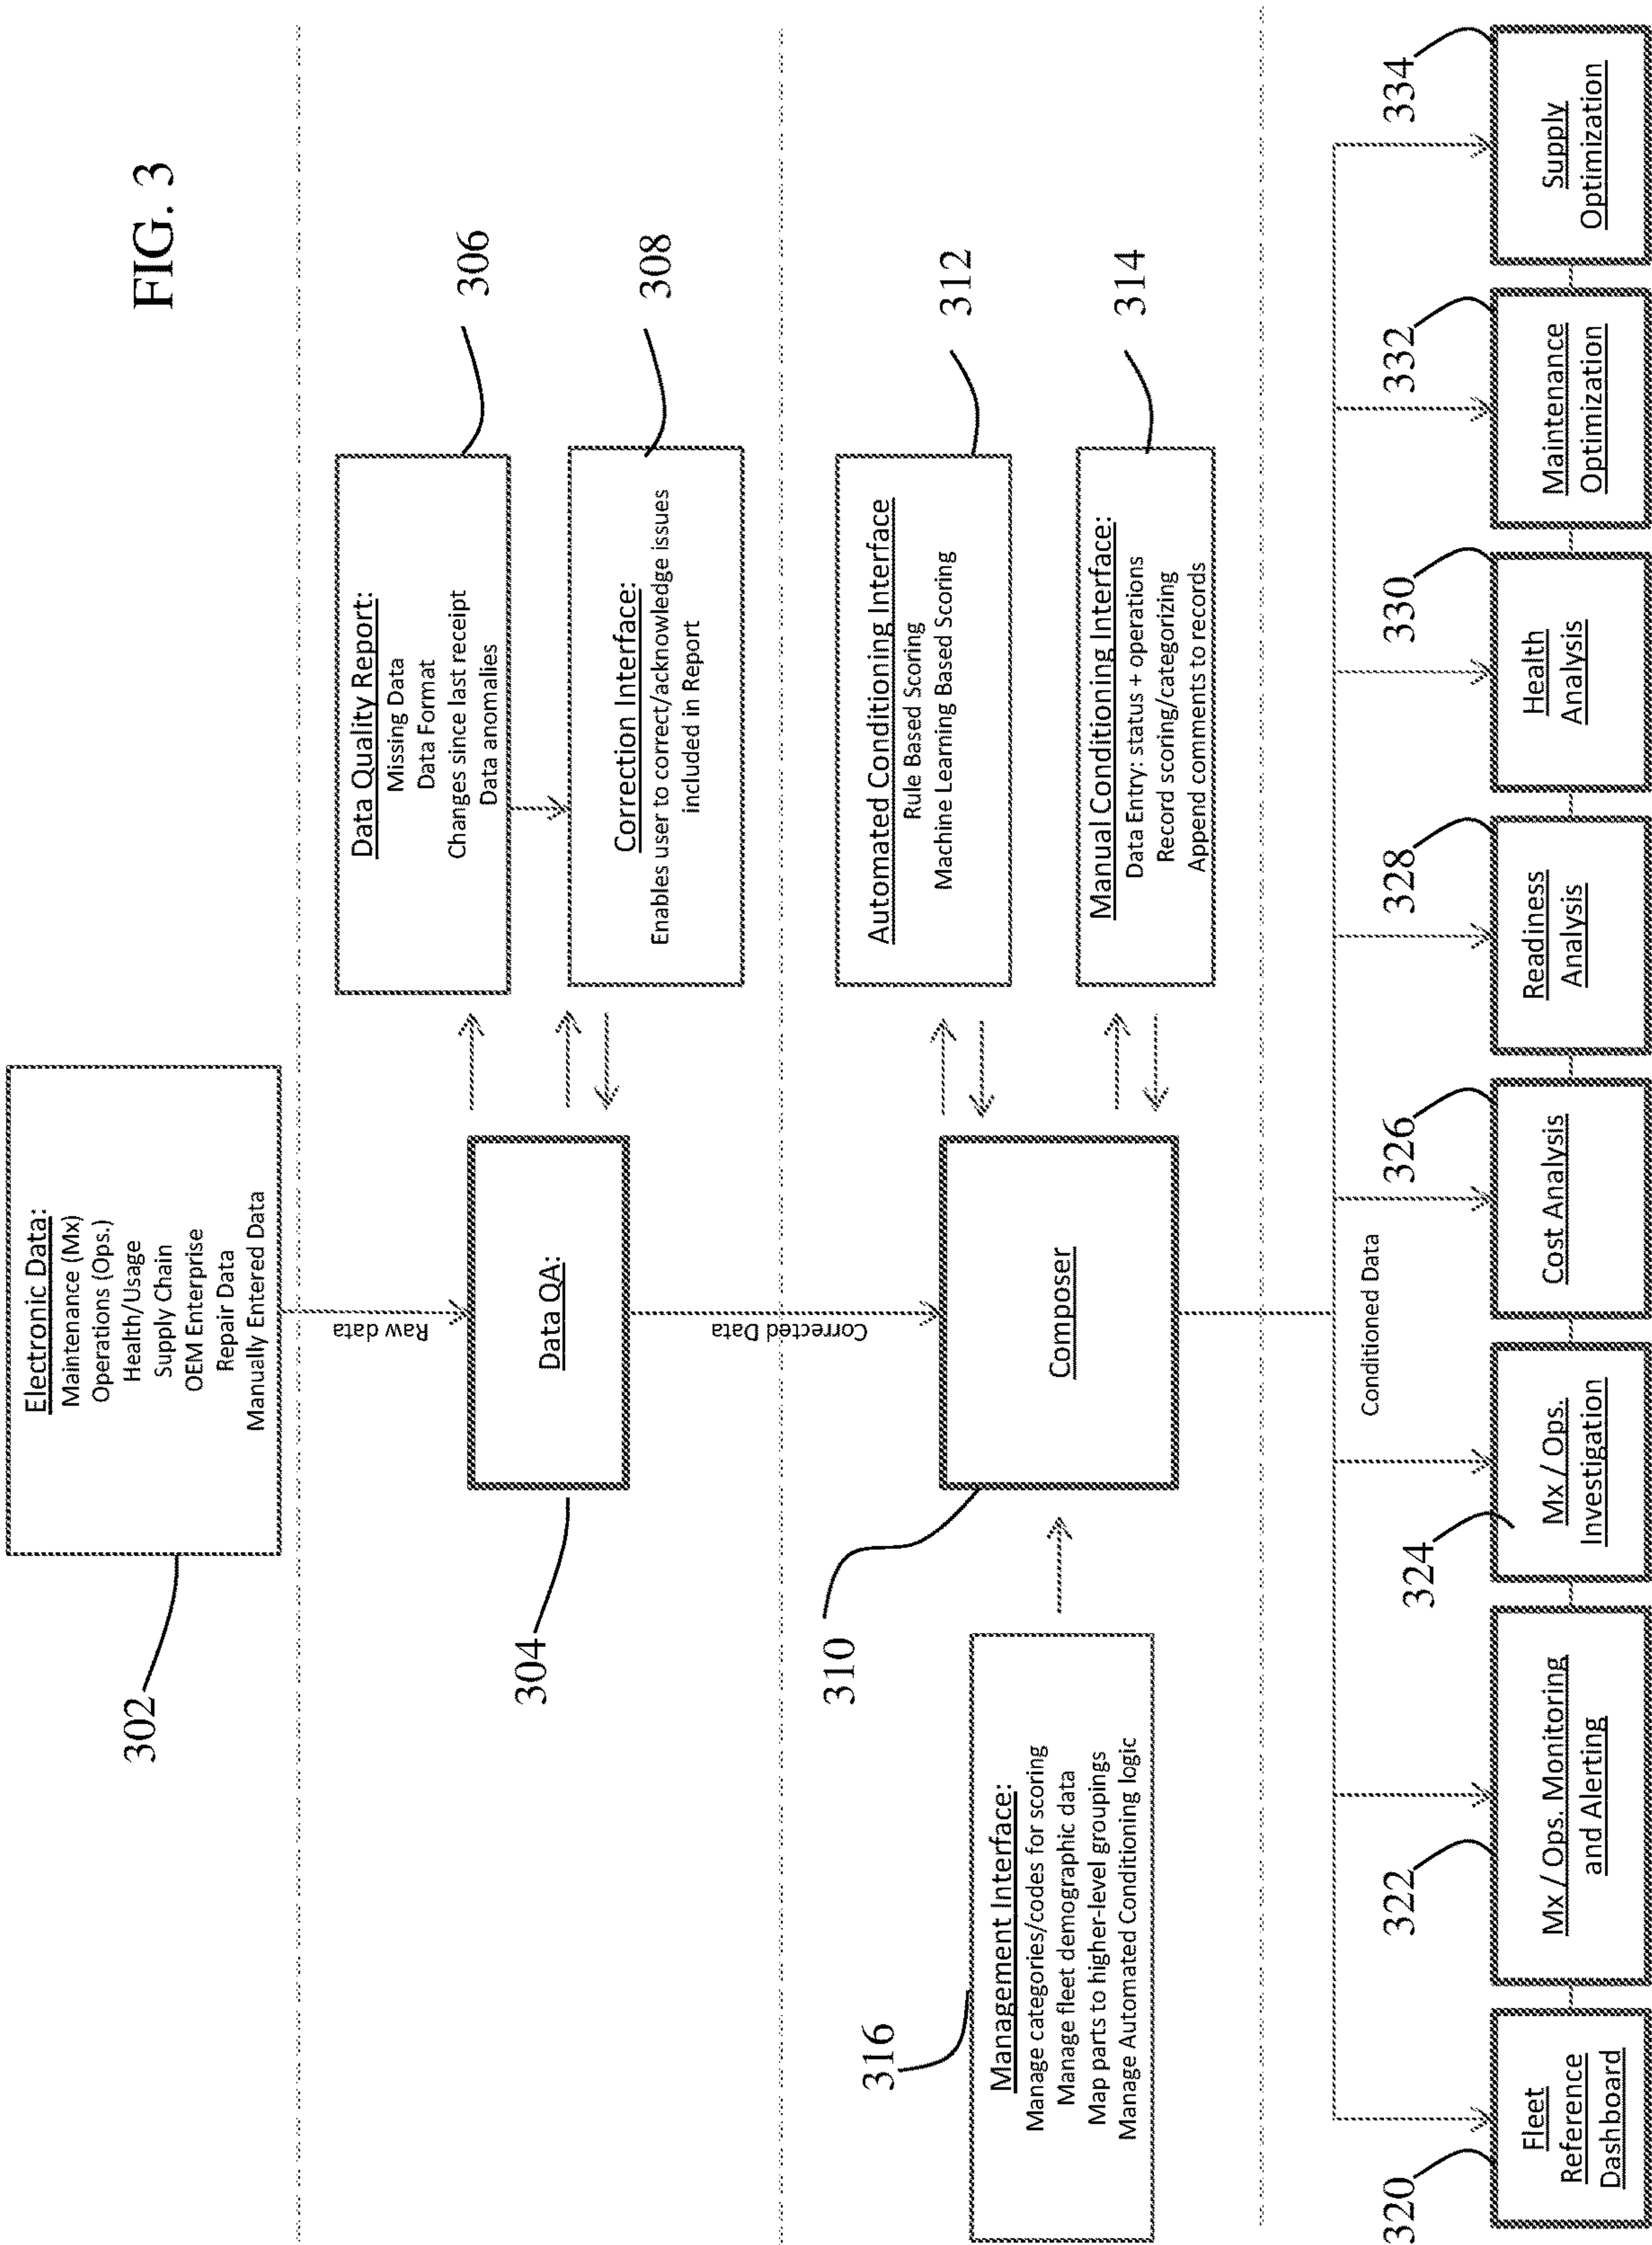 FIG. 3
Electronic Data:
Maintenance (Mx)
Operations (Ops.)
Health/Usage
Supply Chain
OEM Enterprise
Repair Data
Manually Entered Data
302
Raw data
Data QA:
304
Data Quality Report:
Missing Data
Data Format
Changes since last receipt
Data anomalies
306
Correction Interface:
Enables user to correct/acknowledge issues
included in Report
308
Corrected Data
Composer
310
Automated Conditioning Interface
Rule Based Scoring
Machine Learning Based Scoring
312
Manual Conditioning Interface:
Data Entry: status + operations
Record scoring/categorizing
Append comments to records
314
316
Management Interface:
Manage categories/codes for scoring
Manage fleet demographic data
Map parts to higher-level groupings
Manage Automated Conditioning logic
Conditioned Data
320
Fleet
Reference
Dashboard
322
Mx / Ops. Monitoring
and Alerting
324
Mx / Ops.
Investigation
326
Cost Analysis
328
Readiness
Analysis
330
Health
Analysis
332
Maintenance
Optimization
334
Supply
Optimization